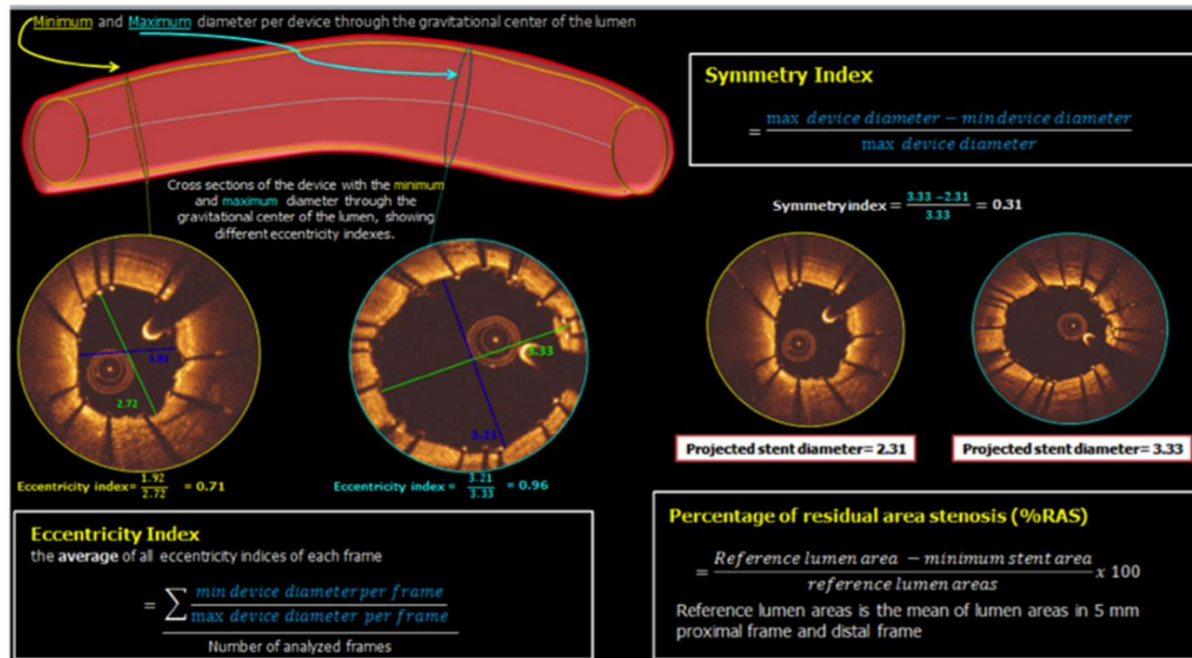 Minimum and Maximum diameter per device through the gravitational center of the lumen
Cross sections of the device with the minimum
and maximum diameter through the
gravitational center of the lumen, showing
different eccentricity indexes.
1.92
2.72
3.33
3.21
Eccentricity index= 1.92/2.72 = 0.71
Eccentricity index = 3.21/3.33 = 0.96
Eccentricity Index
the average of all eccentricity indices of each frame
= ∑ min device diameter per frame
max device diameter per frame
Number of analyzed frames
Symmetry Index
= max device diameter − min device diameter
max device diameter
Symmetry index = 3.33 −2.31/3.33 = 0.31
Projected stent diameter= 2.31
Projected stent diameter= 3.33
Percentage of residual area stenosis (%RAS)
= Reference lumen area − minimum stent area
reference lumen areas x 100
Reference lumen areas is the mean of lumen areas in 5 mm
proximal frame and distal frame